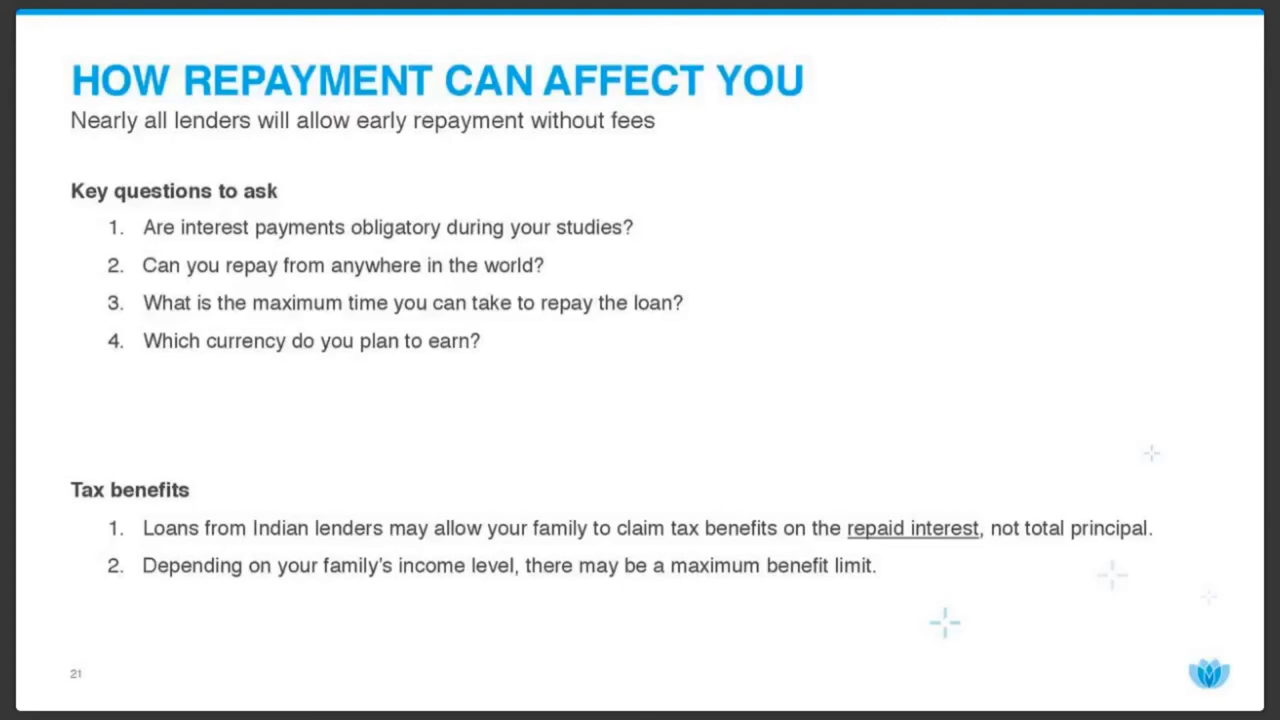 HOW REPAYMENT CAN AFFECT YOU
Nearly all lenders will allow early repayment without fees
Key questions to ask
1. Are interest payments obligatory during your studies?
2. Can you repay from anywhere in the world?
3. What is the maximum time you can take to repay the loan?
4. Which currency do you plan to earn?
Tax benefits
1. Loans from Indian lenders may allow your family to claim tax benefits on the repaid interest, not total principal.
2. Depending on your family's income level, there may be a maximum benefit limit.
21